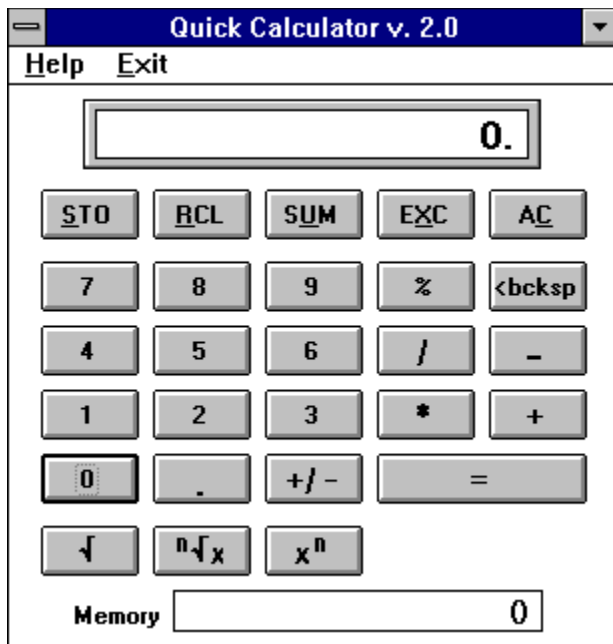 Quick Calculator v. 2.0
Help Exit
0.
STO RCL SUM EXC AC
7 8 9 % <bcksp
4 5 6 / -
1 2 3 * +
0 . +/- =
√ ⁿ√x xⁿ
Memory 0